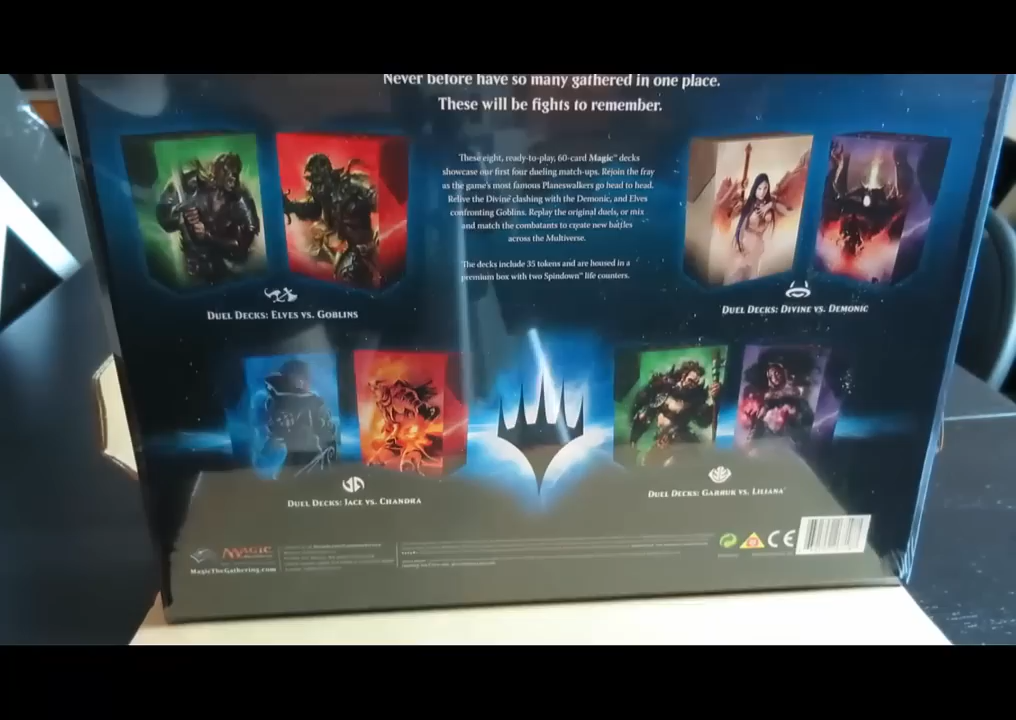 Never before have so many gathered in one place.
These will be fights to remember.
These eight, ready-to-play, 60-card Magic™ decks
showcase our first four dueling match-ups. Rejoin the fray
as the game's most famous Planeswalkers go head to head.
Relive the Divine clashing with the Demonic, and Elves
confronting Goblins. Replay the original duels, or mix
and match the combatants to create new battles
across the Multiverse.
The decks include 35 tokens and are housed in a
premium box with two Spindown™ life counters.
DUEL DECKS: ELVES VS. GOBLINS
DUEL DECKS: DIVINE VS. DEMONIC
DUEL DECKS: JACE VS. CHANDRA
DUEL DECKS: GARRUK VS. LILIANA
MAGIC
MagicTheGathering.com
CE